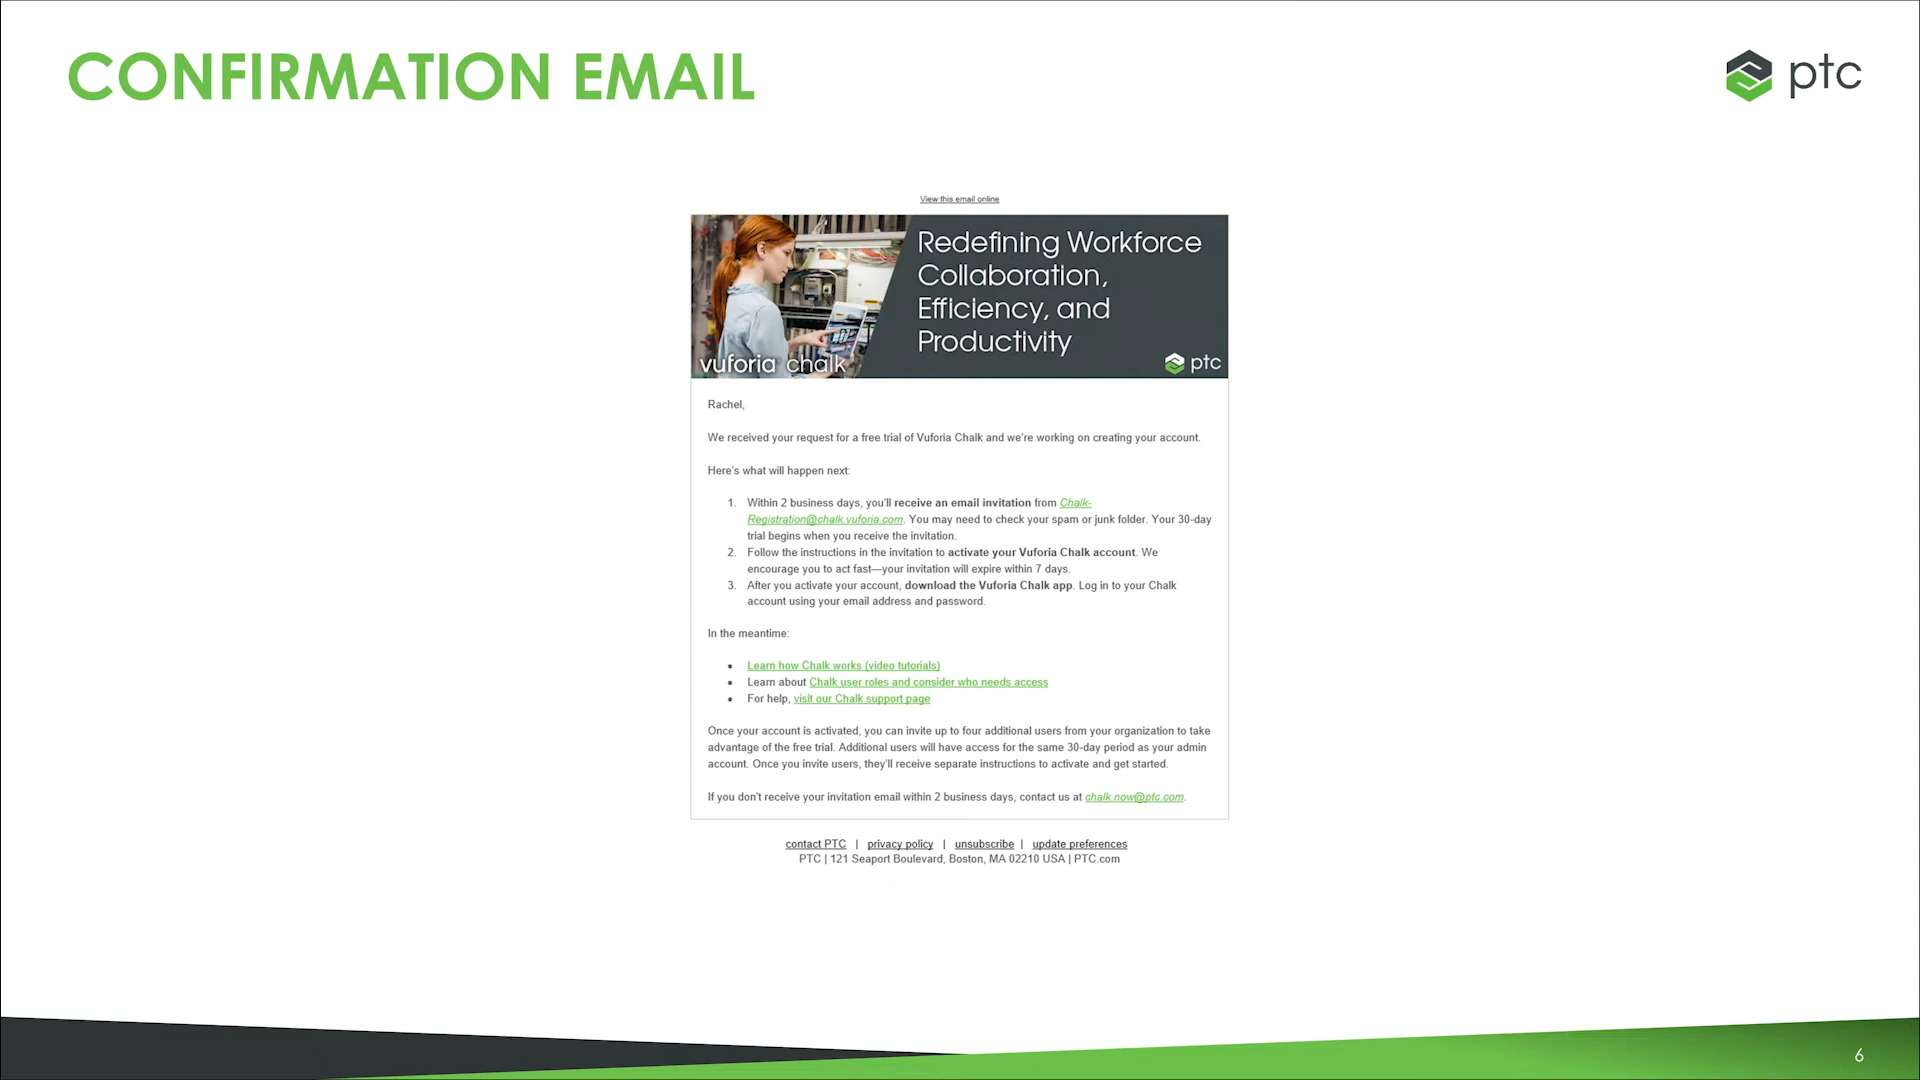 CONFIRMATION EMAIL
ptc
View this email online
Redefining Workforce
Collaboration,
Efficiency, and
Productivity
vuforia chalk
ptc
Rachel,
We received your request for a free trial of Vuforia Chalk and we're working on creating your account.
Here's what will happen next:
1. Within 2 business days, you'll receive an email invitation from Chalk-
Registration@chalk.vuforia.com. You may need to check your spam or junk folder. Your 30-day
trial begins when you receive the invitation.
2. Follow the instructions in the invitation to activate your Vuforia Chalk account. We
encourage you to act fast—your invitation will expire within 7 days.
3. After you activate your account, download the Vuforia Chalk app. Log in to your Chalk
account using your email address and password.
In the meantime:
• Learn how Chalk works (video tutorials)
• Learn about Chalk user roles and consider who needs access
• For help, visit our Chalk support page
Once your account is activated, you can invite up to four additional users from your organization to take
advantage of the free trial. Additional users will have access for the same 30-day period as your admin
account. Once you invite users, they'll receive separate instructions to activate and get started.
If you don't receive your invitation email within 2 business days, contact us at chalk.now@ptc.com.
contact PTC | privacy policy | unsubscribe | update preferences
PTC | 121 Seaport Boulevard, Boston, MA 02210 USA | PTC.com
6